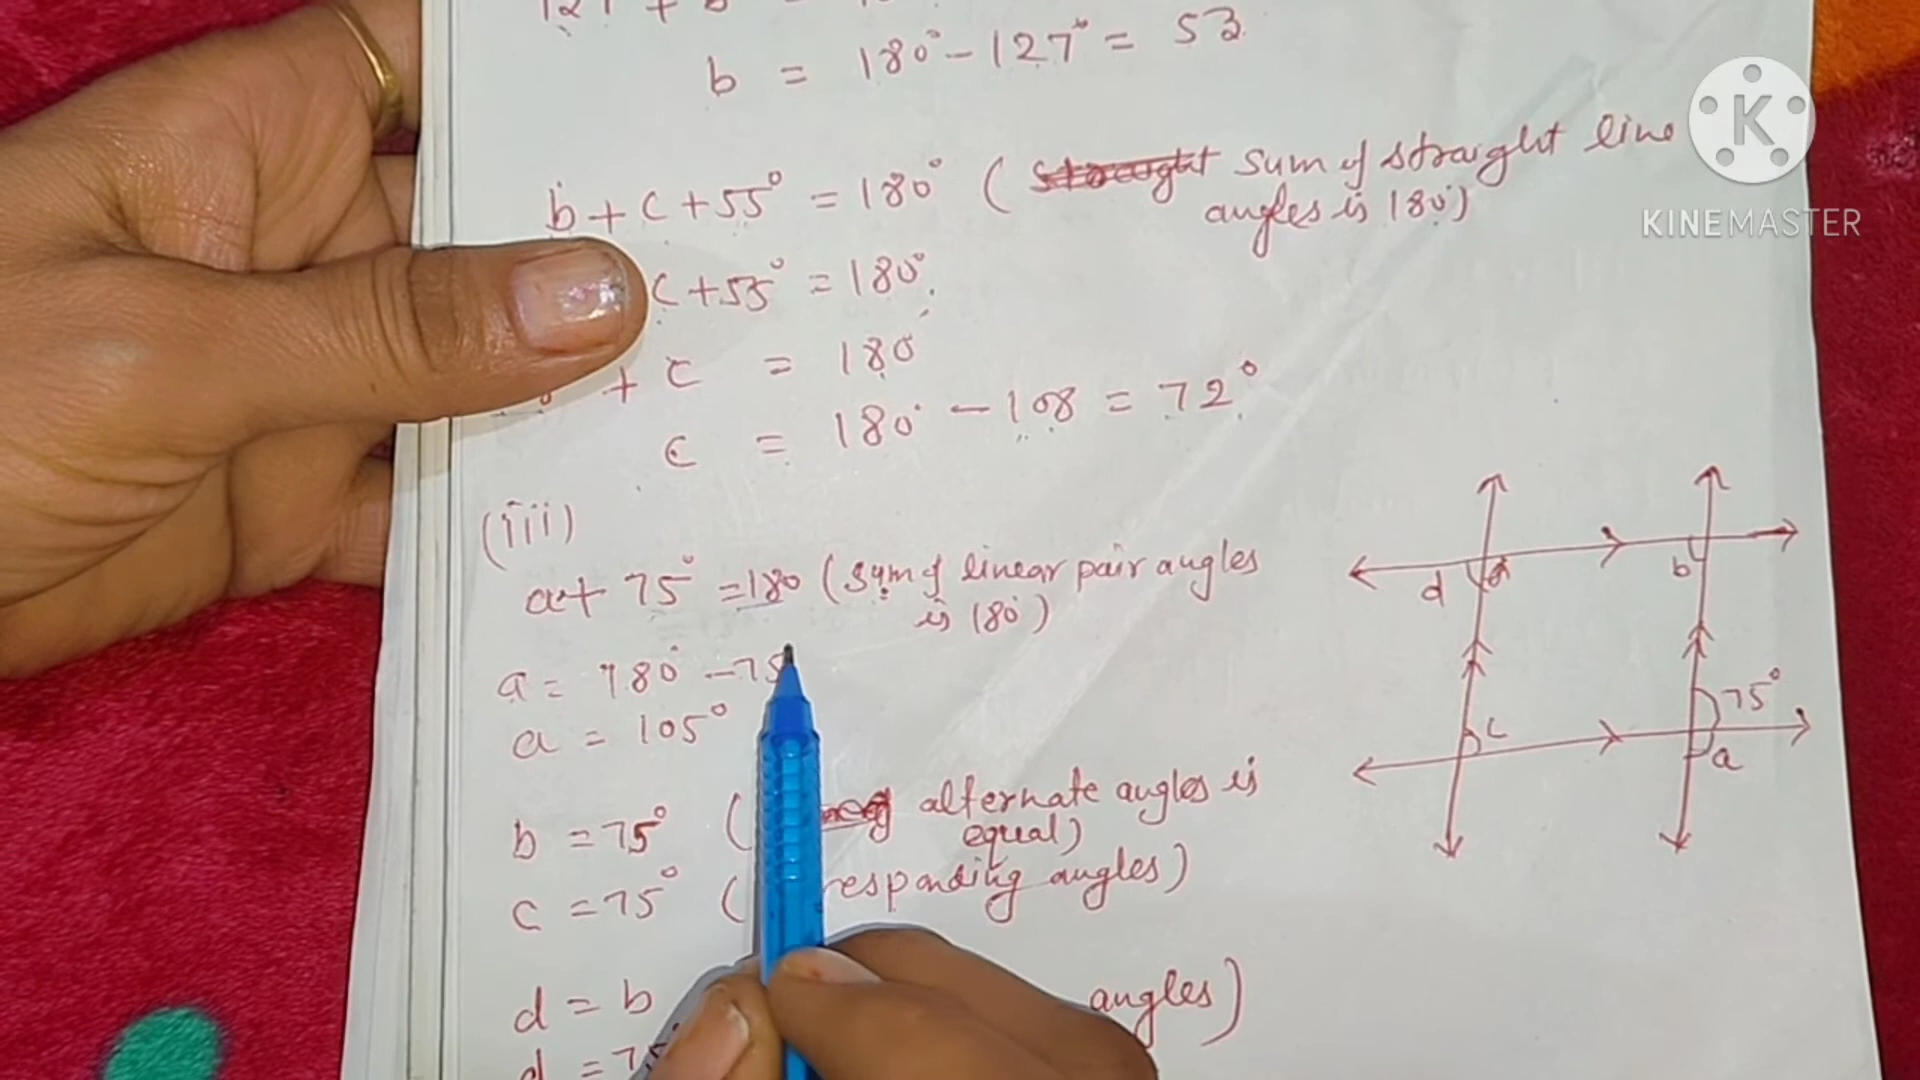 b = 180° - 127° = 53
b + c + 55° = 180° ( sum of straight line
angles is 180°)
c + 55° = 180°
+ c = 180
c = 180° - 108 = 72°
(iii)
a + 75° = 180 (sum of linear pair angles
is 180°)
a = 180° - 75
a = 105°
b = 75° ( alternate angles is
equal)
c = 75° ( responding angles)
d = b angles)
d = 75
d b
75°
c
a
K
KINEMASTER